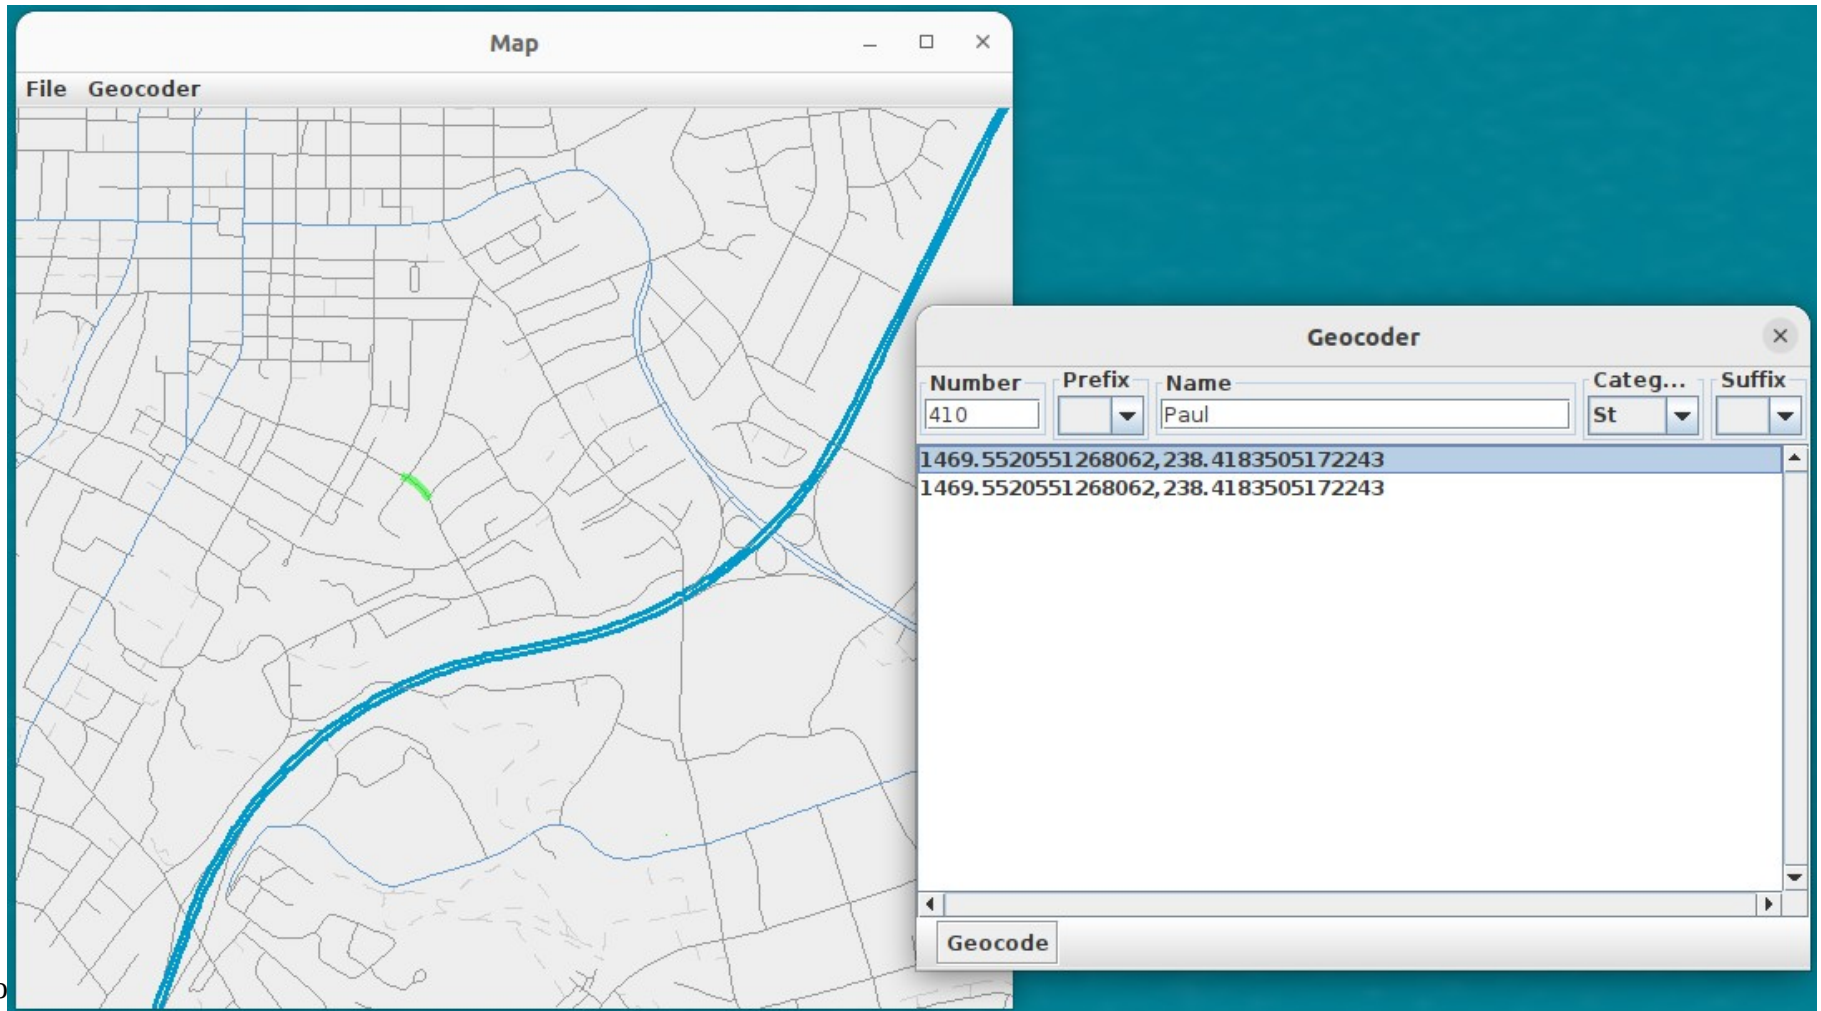 Map
File Geocoder
Geocoder
Number Prefix Name Categ... Suffix
410 Paul St
1469.5520551268062,238.4183505172243
1469.5520551268062,238.4183505172243
Geocode